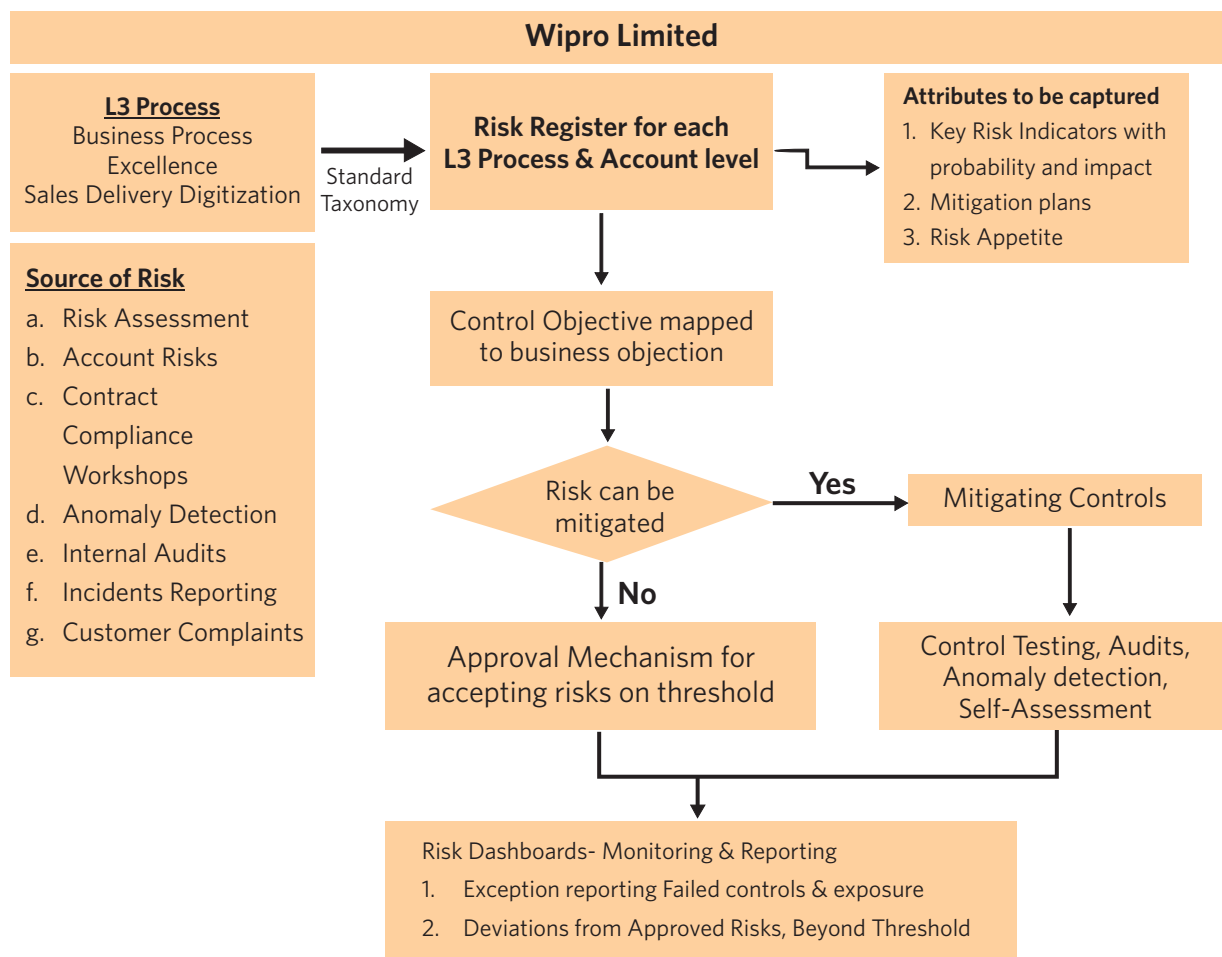 Wipro Limited
L3 Process
Business Process
Excellence
Sales Delivery Digitization
Standard
Taxonomy
Risk Register for each
L3 Process & Account level
Attributes to be captured
1. Key Risk Indicators with
probability and impact
2. Mitigation plans
3. Risk Appetite
Source of Risk
a. Risk Assessment
b. Account Risks
c. Contract
Compliance
Workshops
d. Anomaly Detection
e. Internal Audits
f. Incidents Reporting
g. Customer Complaints
Control Objective mapped
to business objection
Risk can be
mitigated
Yes
Mitigating Controls
No
Approval Mechanism for
accepting risks on threshold
Control Testing, Audits,
Anomaly detection,
Self-Assessment
Risk Dashboards- Monitoring & Reporting
1. Exception reporting Failed controls & exposure
2. Deviations from Approved Risks, Beyond Threshold